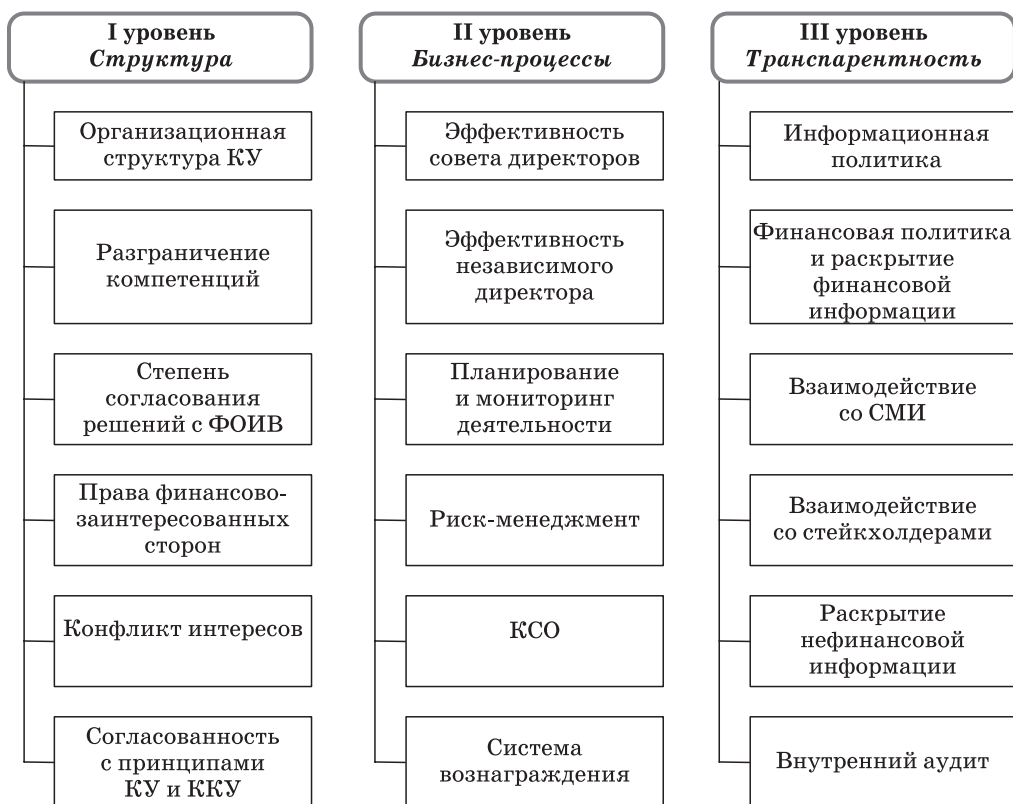 I уровень
Структура
Организационная
структура КУ
Разграничение
компетенций
Степень
согласования
решений с ФОИВ
Права финансово-
заинтересованных
сторон
Конфликт интересов
Согласованность
с принципами
КУ и ККУ
II уровень
Бизнес-процессы
Эффективность
совета директоров
Эффективность
независимого
директора
Планирование
и мониторинг
деятельности
Риск-менеджмент
КСО
Система
вознаграждения
III уровень
Транспарентность
Информационная
политика
Финансовая политика
и раскрытие
финансовой
информации
Взаимодействие
со СМИ
Взаимодействие
со стейкхолдерами
Раскрытие
нефинансовой
информации
Внутренний аудит